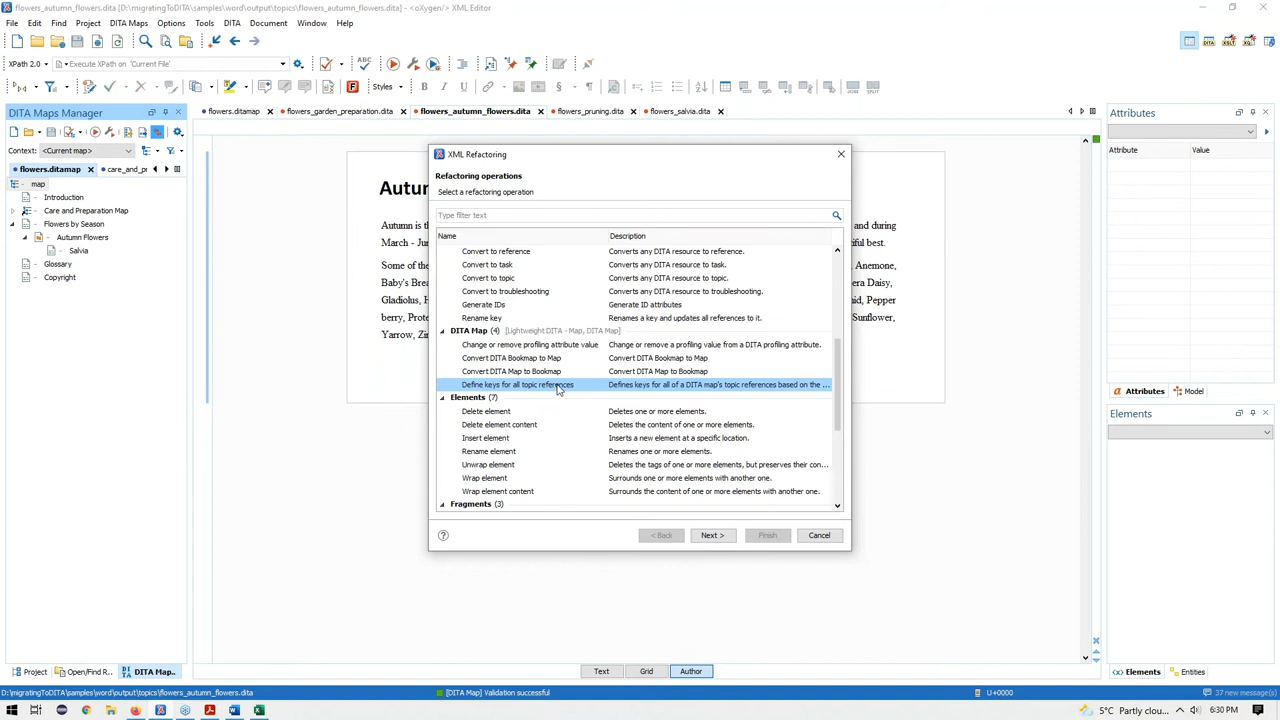 flowers_autumn_flowers.dita [D:\migratingToDITA\samples\word\output\topics\flowers_autumn_flowers.dita] - <oXygen/> XML Editor
File Edit Find Project DITA Maps Options Tools DITA Document Window Help
XPath 2.0 Execute XPath on 'Current File'
Styles
DITA Maps Manager
flowers.ditamap flowers_garden_preparation.dita flowers_autumn_flowers.dita flowers_pruning.dita flowers_salvia.dita
Context: <Current map>
flowers.ditamap care_and_pr
map
Introduction
Care and Preparation Map
Flowers by Season
Autumn Flowers
Salvia
Glossary
Copyright
Project Open/Find R... DITA Map..
Autum
Autumn is th and during
March - Jun tiful best.
Some of the Anemone,
Baby's Brea era Daisy,
Gladiolus, H id, Pepper
berry, Prote Sunflower,
Yarrow, Zin
XML Refactoring
Refactoring operations
Select a refactoring operation
Type filter text
Name Description
Convert to reference Converts any DITA resource to reference.
Convert to task Converts any DITA resource to task.
Convert to topic Converts any DITA resource to topic.
Convert to troubleshooting Converts any DITA resource to troubleshooting.
Generate IDs Generate ID attributes
Rename key Renames a key and updates all references to it.
DITA Map (4) [Lightweight DITA - Map, DITA Map]
Change or remove profiling attribute value Change or remove a profiling value from a DITA profiling attribute.
Convert DITA Bookmap to Map Convert DITA Bookmap to Map
Convert DITA Map to Bookmap Convert DITA Map to Bookmap
Define keys for all topic references Defines keys for all of a DITA map's topic references based on the ...
Elements (7)
Delete element Deletes one or more elements.
Delete element content Deletes the content of one or more elements.
Insert element Inserts a new element at a specific location.
Rename element Renames one or more elements.
Unwrap element Deletes the tags of one or more elements, but preserves their con...
Wrap element Surrounds one or more elements with another one.
Wrap element content Surrounds the content of one or more elements with another one.
Fragments (3)
< Back Next > Finish Cancel
Text Grid Author
Attributes
Attribute Value
Attributes Model
Elements
Elements Entities
D:\migratingToDITA\samples\word\output\topics\flowers_autumn_flowers.dita [DITA Map] Validation successful U+0000 37 new message(s)
5°C Partly clou... 6:30 PM